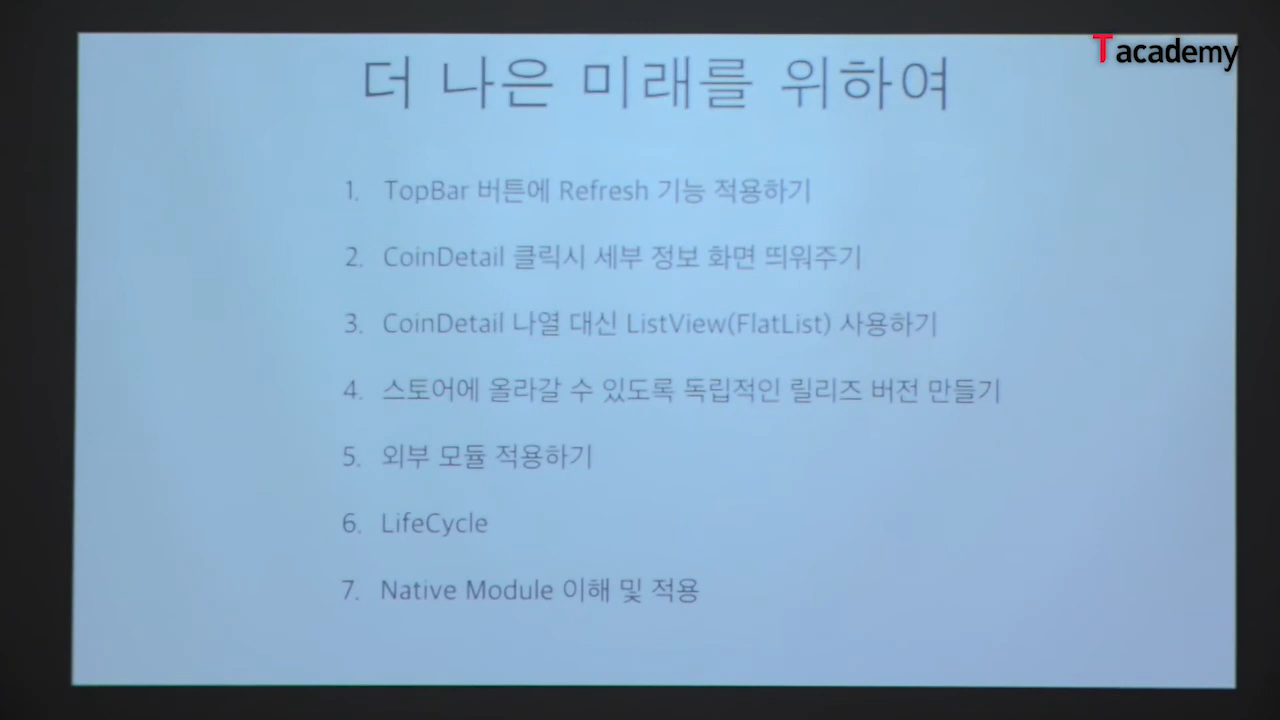 Tacademy
더 나은 미래를 위하여
1. TopBar 버튼에 Refresh 기능 적용하기
2. CoinDetail 클릭시 세부 정보 화면 띄워주기
3. CoinDetail 나열 대신 ListView(FlatList) 사용하기
4. 스토어에 올라갈 수 있도록 독립적인 릴리즈 버전 만들기
5. 외부 모듈 적용하기
6. LifeCycle
7. Native Module 이해 및 적용